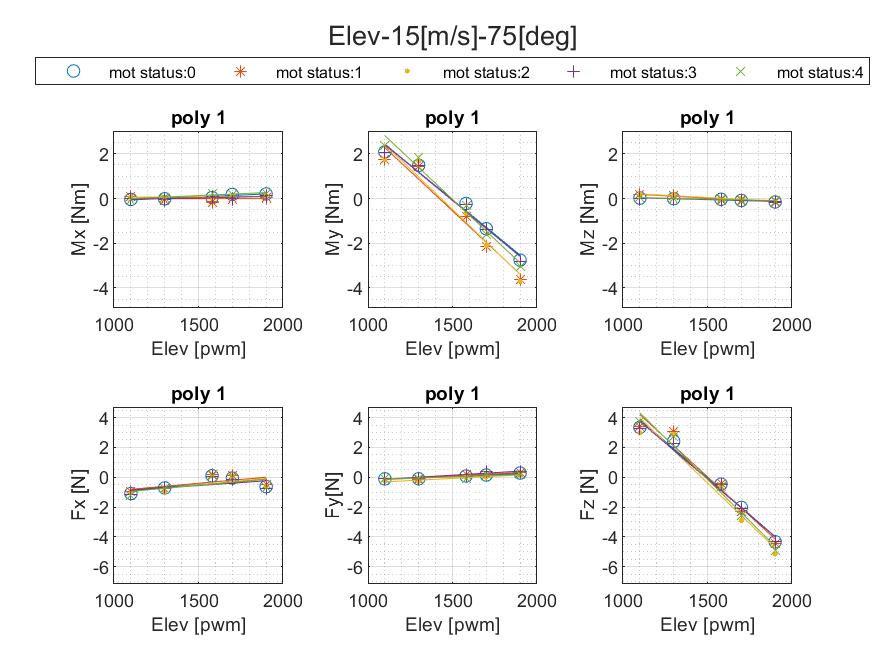 Elev-15[m/s]-75[deg]
mot status:0 mot status:1 mot status:2 mot status:3 mot status:4
poly 1 poly 1 poly 1
Mx [Nm] 2 0 -2 -4
My [Nm] 2 0 -2 -4
Mz [Nm] 2 0 -2 -4
1000 1500 2000 1000 1500 2000 1000 1500 2000
Elev [pwm] Elev [pwm] Elev [pwm]
poly 1 poly 1 poly 1
Fx [N] 4 2 0 -2 -4 -6
Fy[N] 4 2 0 -2 -4 -6
Fz [N] 4 2 0 -2 -4 -6
1000 1500 2000 1000 1500 2000 1000 1500 2000
Elev [pwm] Elev [pwm] Elev [pwm]